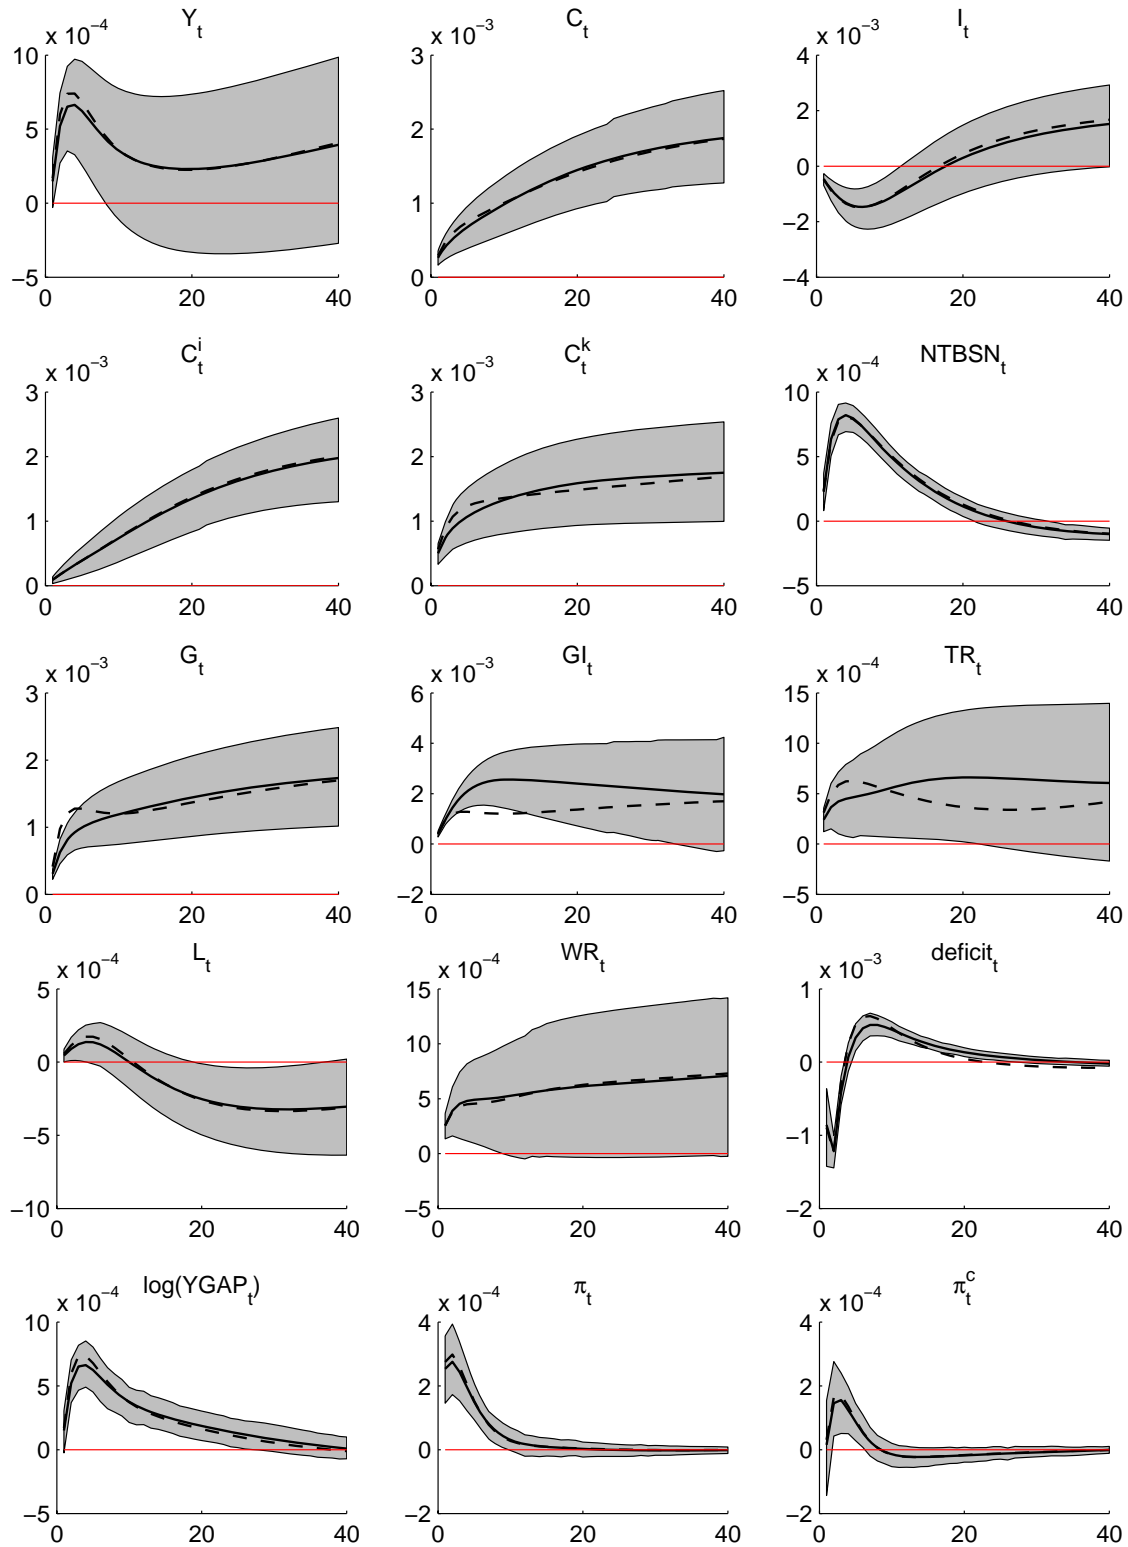 Y_t C_t I_t
x 10^−4 x 10^−3 x 10^−3
10 3 4
5 2 2
0 1 0
−5 0 −2
−4
0 20 40 0 20 40 0 20 40
C_t^i C_t^k NTBSN_t
x 10^−3 x 10^−3 x 10^−4
3 3 10
2 2 5
1 1 0
0 0 −5
0 20 40 0 20 40 0 20 40
G_t GI_t TR_t
x 10^−3 x 10^−3 x 10^−4
3 6 15
2 4 10
1 2 5
0 0 0
−2 −5
0 20 40 0 20 40 0 20 40
L_t WR_t deficit_t
x 10^−4 x 10^−4 x 10^−3
5 15 1
0 10 0
−5 5 −1
−10 0 −2
−5
0 20 40 0 20 40 0 20 40
log(YGAP_t) π_t π_t^c
x 10^−4 x 10^−4 x 10^−4
10 4 4
5 2 2
0 0 0
−5 −2 −2
0 20 40 0 20 40 0 20 40